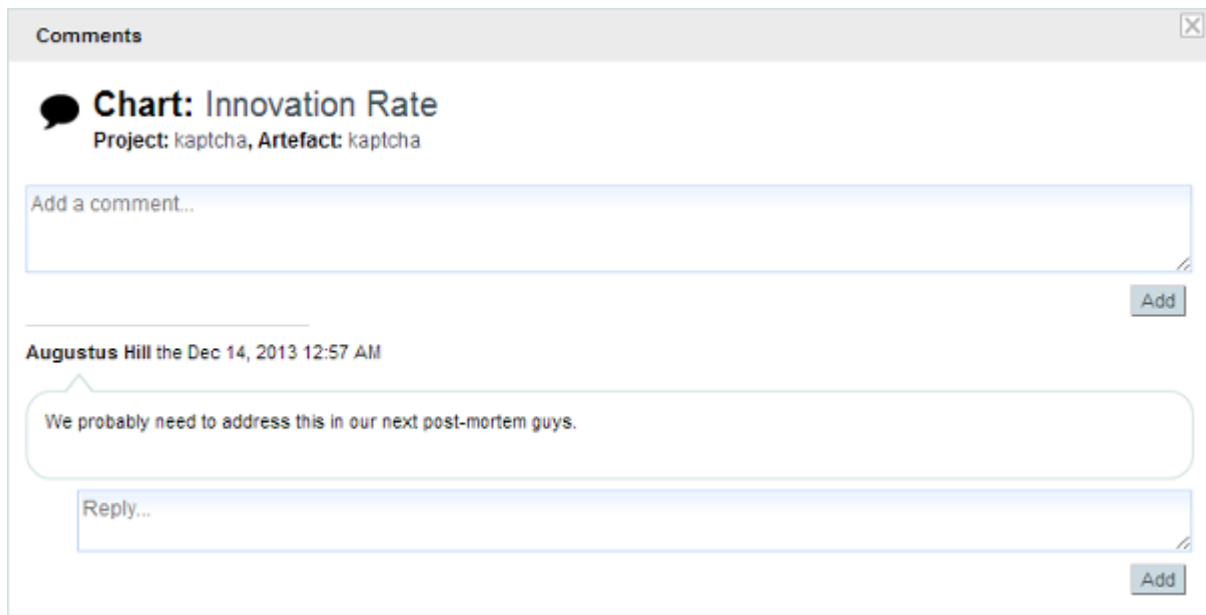 Comments
Chart: Innovation Rate
Project: kaptcha, Artefact: kaptcha
Add a comment...
Add
Augustus Hill the Dec 14, 2013 12:57 AM
We probably need to address this in our next post-mortem guys.
Reply...
Add